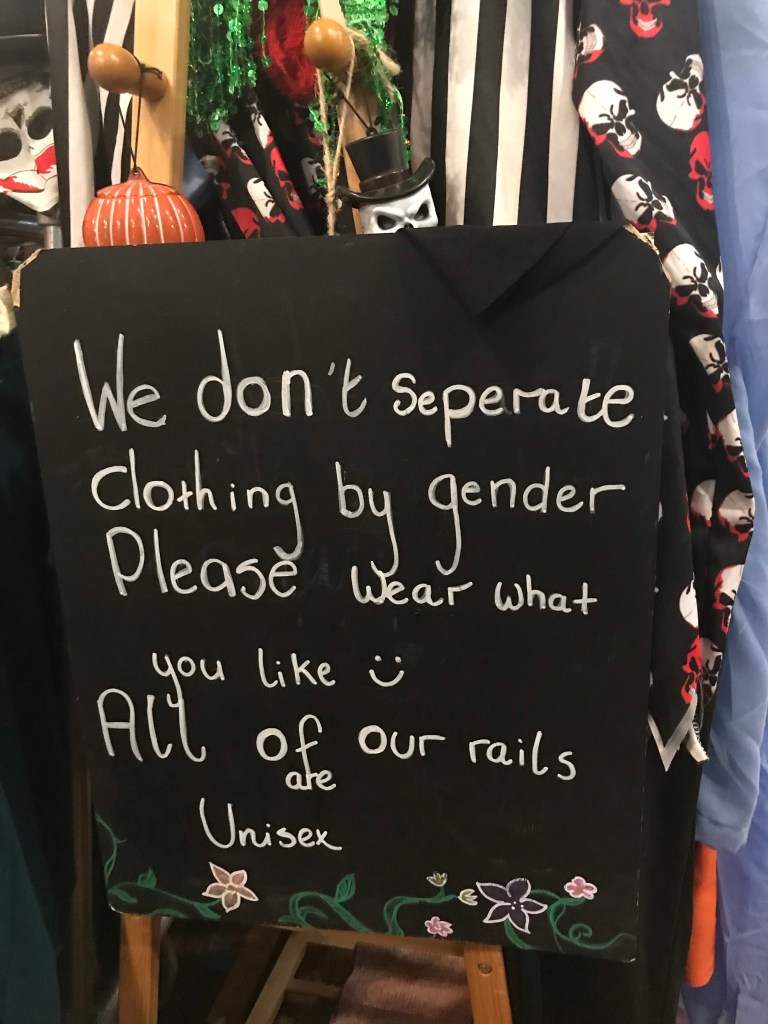 We don't seperate
clothing by gender
Please wear what
you like :)
All of our rails
are
Unisex